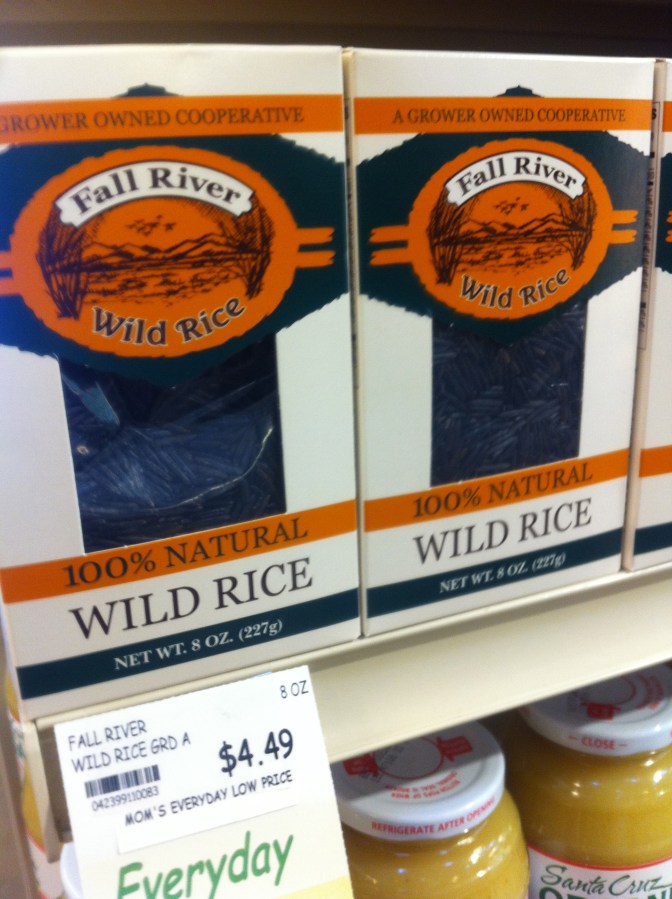 GROWER OWNED COOPERATIVE
Fall River
Wild Rice
100% NATURAL
WILD RICE
NET WT. 8 OZ. (227g)
A GROWER OWNED COOPERATIVE
Fall River
Wild Rice
100% NATURAL
WILD RICE
NET WT. 8 OZ. (227g)
8 OZ
FALL RIVER
WILD RICE GRD A
$4.49
042399110083
MOM'S EVERYDAY LOW PRICE
Everyday
REFRIGERATE AFTER OPENING
CLOSE
Santa Cruz